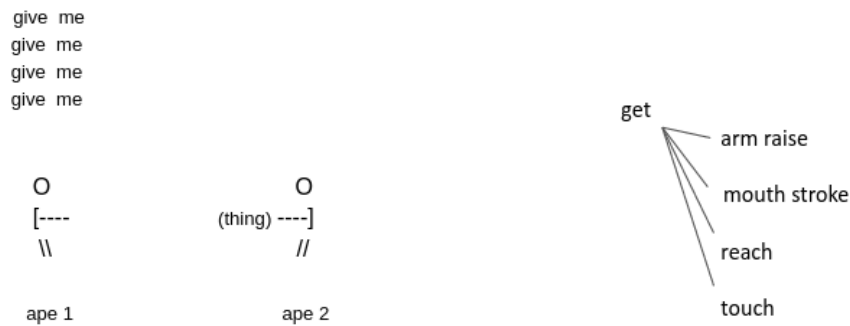 give me
give me
give me
give me
O
[----
\\
ape 1
O
(thing) ----]
//
ape 2
get
arm raise
mouth stroke
reach
touch